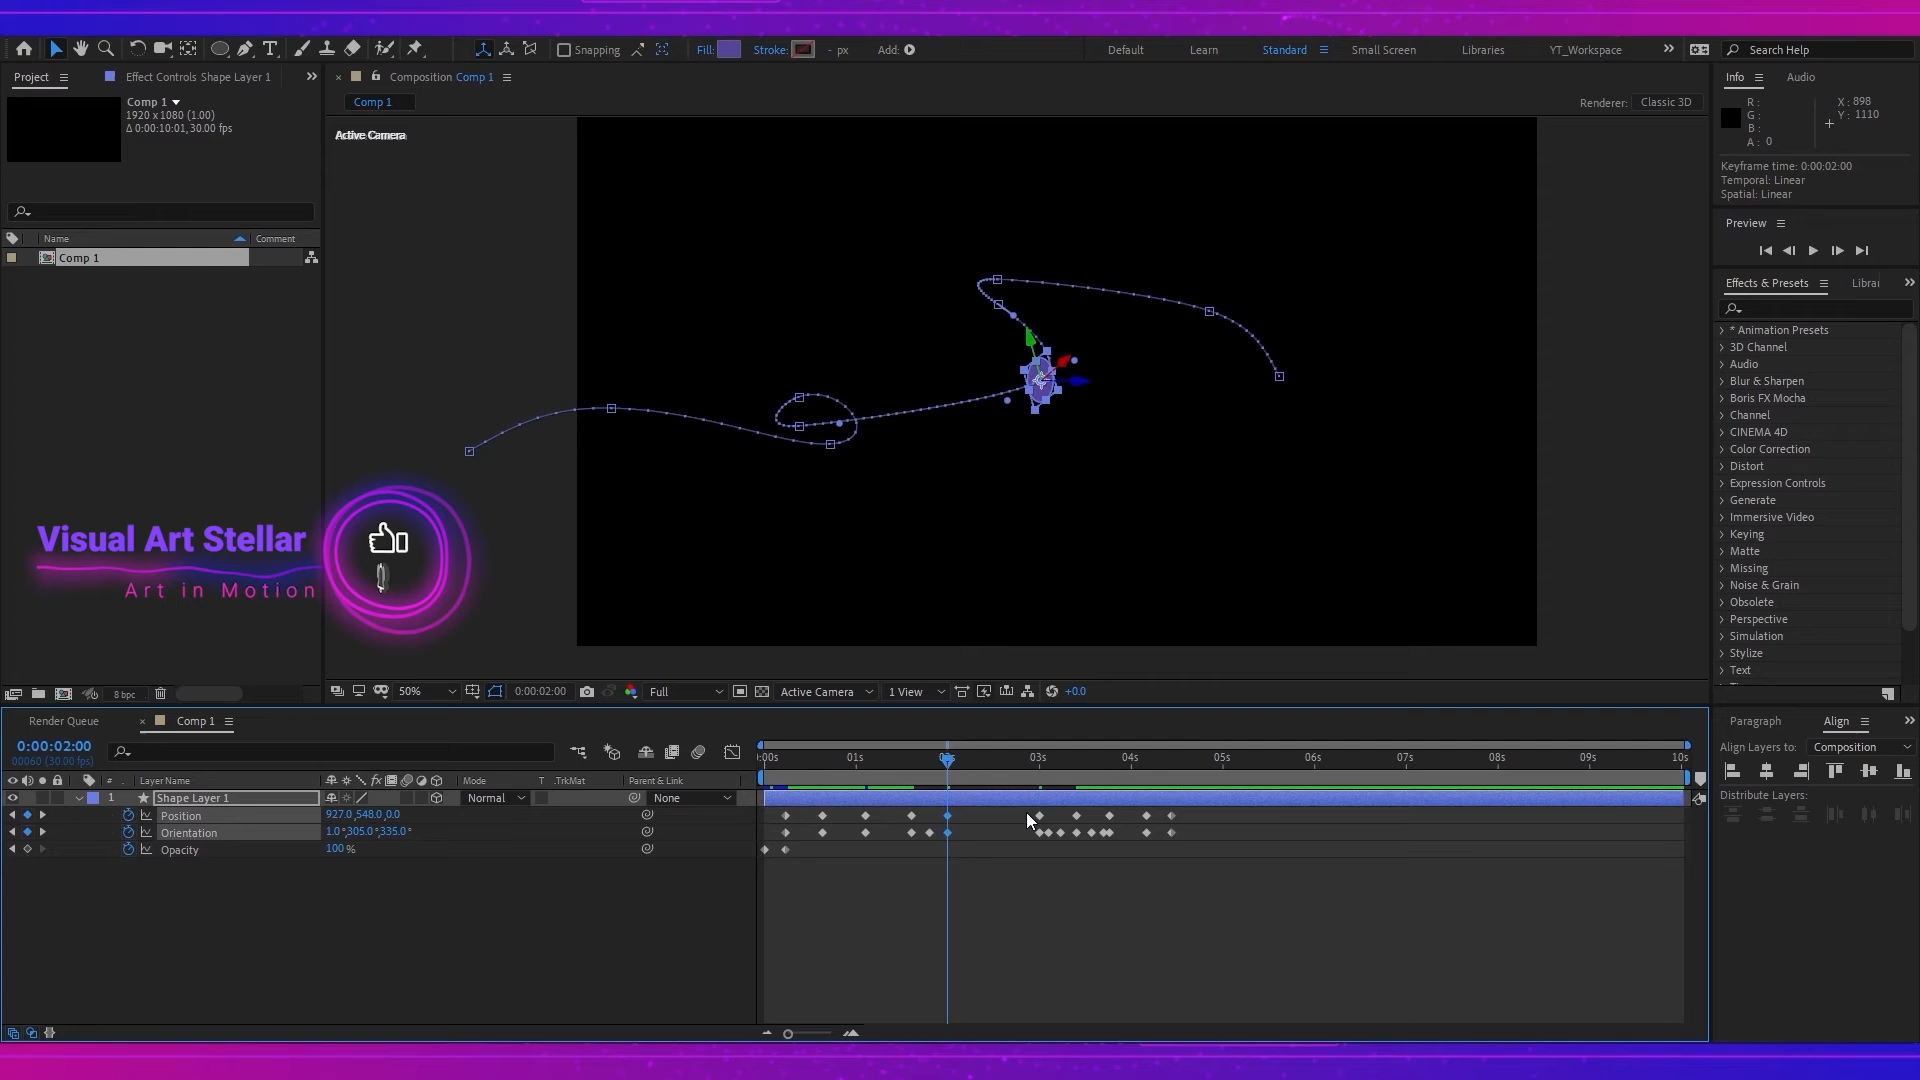 Snapping
Fill:
Stroke:
- px
Add:
Default
Learn
Standard
Small Screen
Libraries
YT_Workspace
Search Help
Project
Effect Controls Shape Layer 1
Composition Comp 1
Info
Audio
Comp 1
1920 x 1080 (1.00)
Δ 0:00:10:01, 30.00 fps
Comp 1
Renderer:
Classic 3D
Active Camera
R :
G :
B :
A : 0
X : 898
Y : 1110
Keyframe time: 0:00:02:00
Temporal: Linear
Spatial: Linear
Preview
Name
Comment
Comp 1
Effects & Presets
Librai
* Animation Presets
3D Channel
Audio
Blur & Sharpen
Boris FX Mocha
Channel
CINEMA 4D
Color Correction
Distort
Expression Controls
Generate
Immersive Video
Keying
Matte
Missing
Noise & Grain
Obsolete
Perspective
Simulation
Stylize
Text
Visual Art Stellar
Art in Motion
8 bpc
50%
0:00:02:00
Full
Active Camera
1 View
+0.0
Render Queue
Comp 1
Paragraph
Align
0:00:02:00
00060 (30.00 fps)
:00s
01s
03s
04s
05s
06s
07s
08s
09s
10s
Align Layers to:
Composition
# Layer Name
Mode
T .TrkMat
Parent & Link
1 Shape Layer 1
Normal
None
Position
927.0,548.0,0.0
Orientation
1.0°,305.0°,335.0°
Opacity
100 %
Distribute Layers: